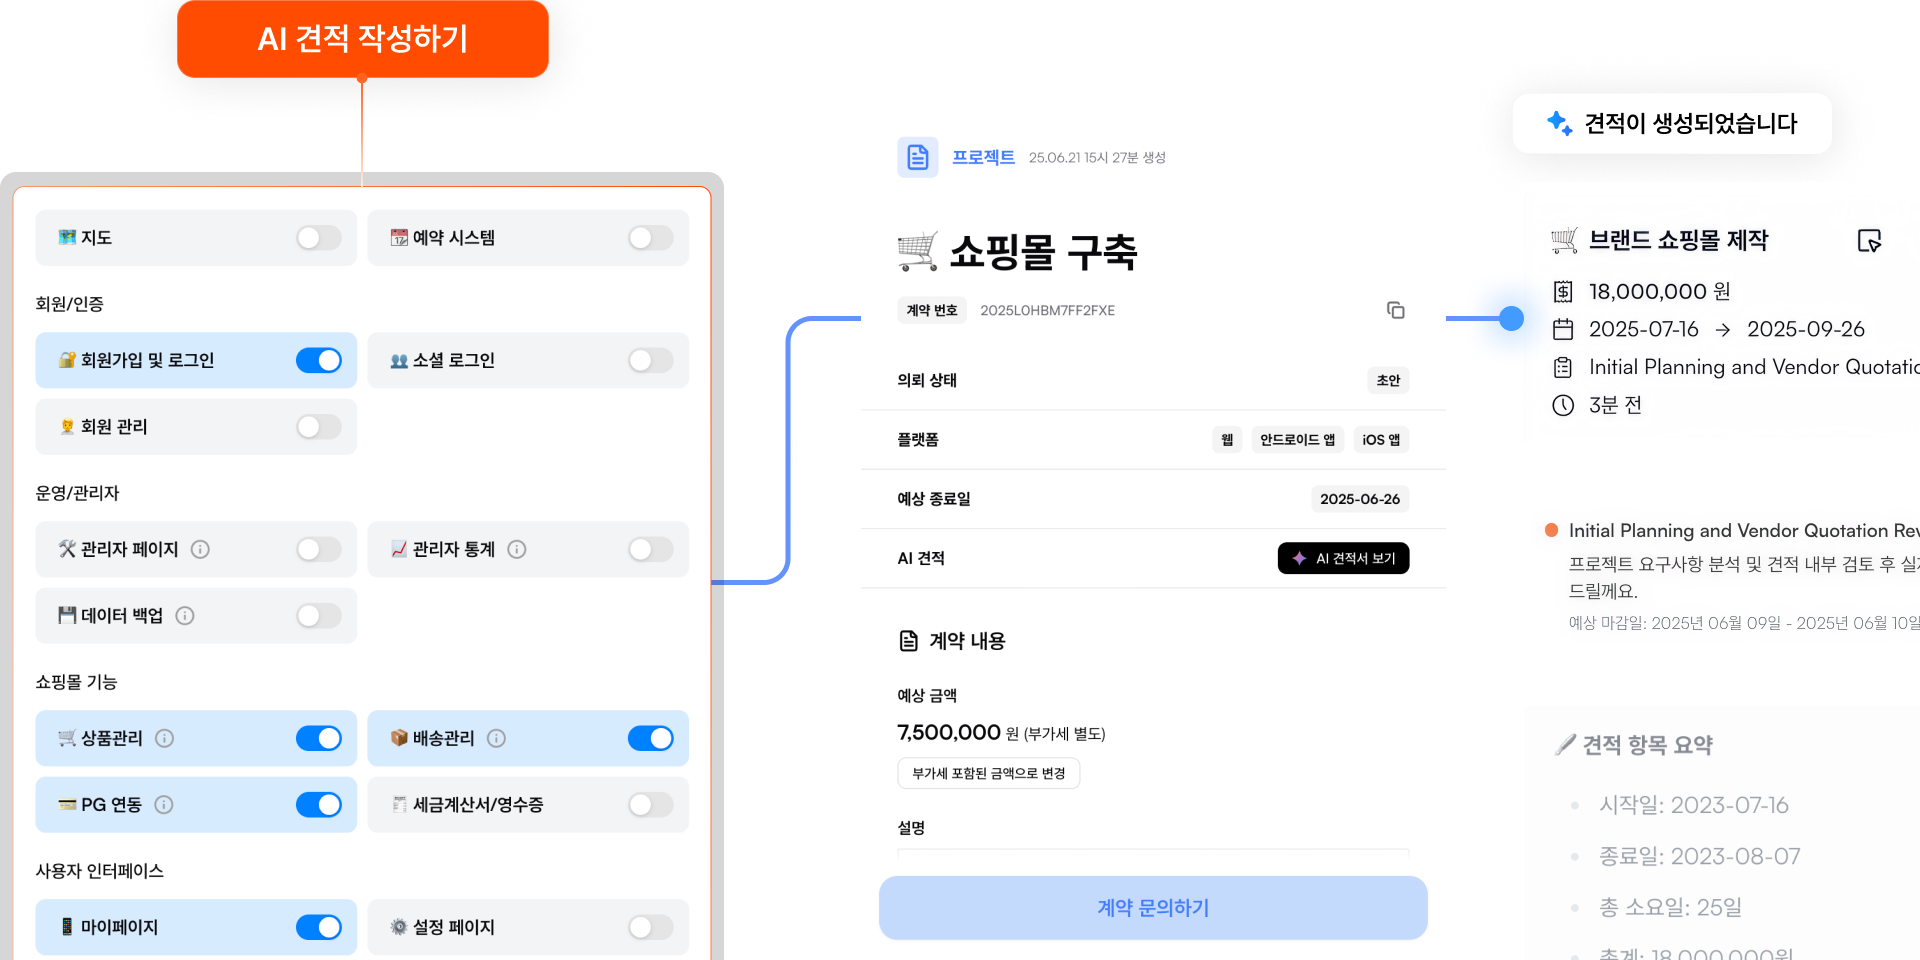 AI 견적 작성하기
지도
예약 시스템
회원/인증
회원가입 및 로그인
소셜 로그인
회원 관리
운영/관리자
관리자 페이지
관리자 통계
데이터 백업
쇼핑몰 기능
상품관리
배송관리
PG 연동
세금계산서/영수증
사용자 인터페이스
마이페이지
설정 페이지
프로젝트 25.06.21 15시 27분 생성
쇼핑몰 구축
계약 번호 2025L0HBM7FF2FXE
의뢰 상태 초안
플랫폼 웹 안드로이드 앱 iOS 앱
예상 종료일 2025-06-26
AI 견적 AI 견적서 보기
계약 내용
예상 금액
7,500,000 원 (부가세 별도)
부가세 포함된 금액으로 변경
설명
계약 문의하기
견적이 생성되었습니다
브랜드 쇼핑몰 제작
18,000,000 원
2025-07-16 → 2025-09-26
Initial Planning and Vendor Quotatio
3분 전
Initial Planning and Vendor Quotation Rev
프로젝트 요구사항 분석 및 견적 내부 검토 후
드릴께요.
예상 마감일: 2025년 06월 09일 - 2025년 06월 10일
견적 항목 요약
시작일: 2023-07-16
종료일: 2023-08-07
총 소요일: 25일
총계: 18,000,000원